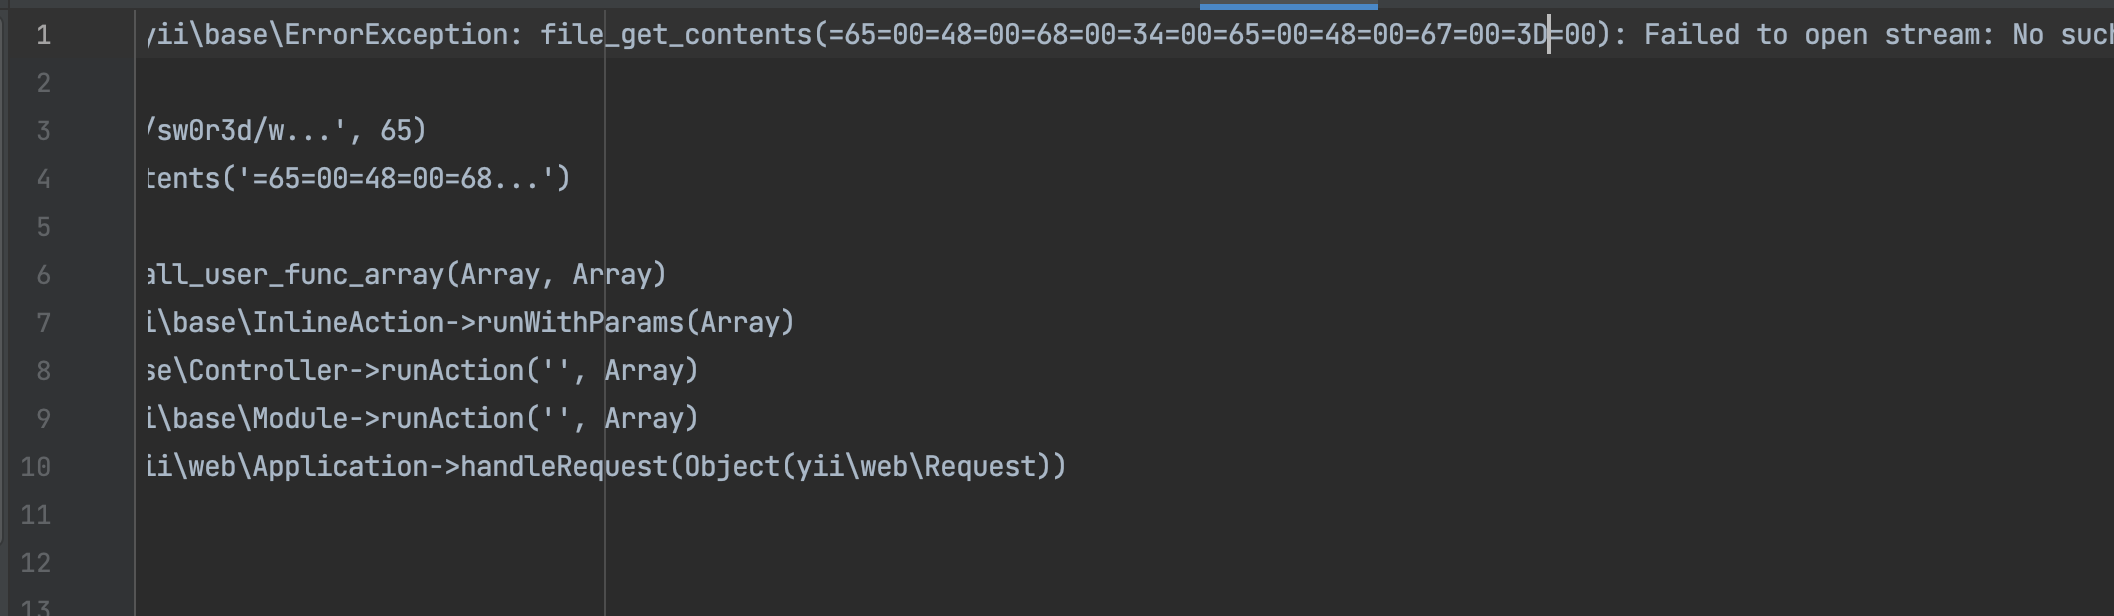 1 yii\base\ErrorException: file_get_contents(=65=00=48=00=68=00=34=00=65=00=48=00=67=00=3D=00): Failed to open stream: No such
2
3 /sw0r3d/w...', 65)
4 tents('=65=00=48=00=68...')
5
6 all_user_func_array(Array, Array)
7 i\base\InlineAction->runWithParams(Array)
8 se\Controller->runAction('', Array)
9 i\base\Module->runAction('', Array)
10 ii\web\Application->handleRequest(Object(yii\web\Request))
11
12
13